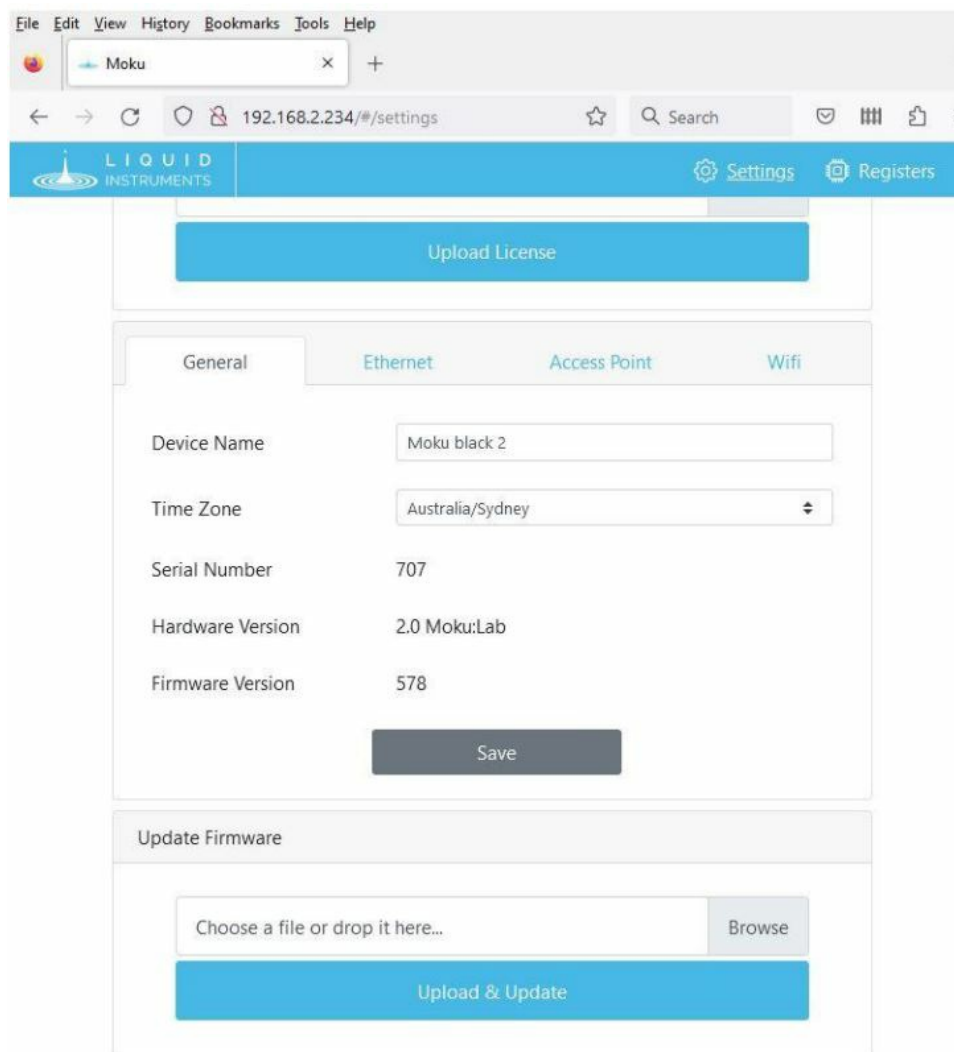 File Edit View History Bookmarks Tools Help
Moku
192.168.2.234/#/settings Search
LIQUID
INSTRUMENTS
Settings Registers
Upload License
General Ethernet Access Point Wifi
Device Name Moku black 2
Time Zone Australia/Sydney
Serial Number 707
Hardware Version 2.0 Moku:Lab
Firmware Version 578
Save
Update Firmware
Choose a file or drop it here... Browse
Upload & Update